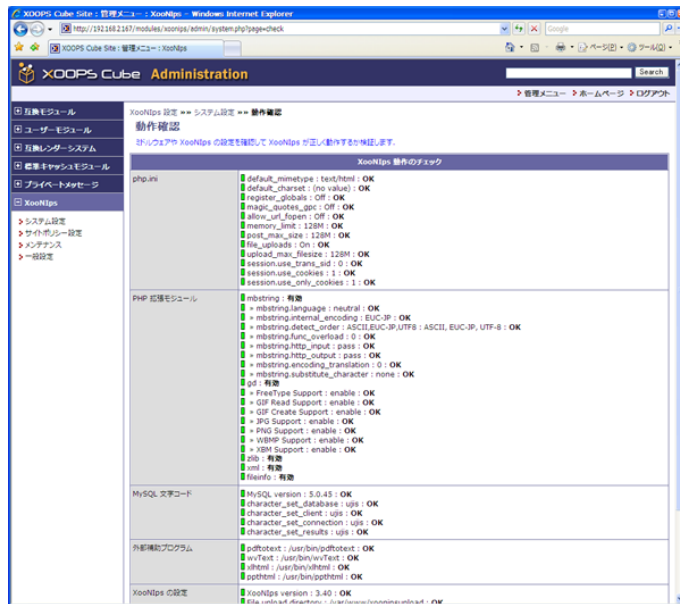 XOOPS Cube Site : 管理メニュー : XooNIps - Windows Internet Explorer
http://192.168.2.167/modules/xoonips/admin/system.php?page=check
Google
XOOPS Cube Site : 管理メニュー : XooNIps
ページ(P)
ツール(O)
XOOPS Cube Administration
Search
管理メニュー ホームページ ログアウト
互換モジュール
ユーザーモジュール
互換レンダーシステム
標準キャッシュモジュール
プライベートメッセージ
XooNIps
システム設定
サイトポリシー設定
メンテナンス
一般設定
XooNIps 設定 »» システム設定 »» 動作確認
動作確認
ミドルウェアや XooNIps の設定を確認して XooNIps が正しく動作するか検証します。
XooNIps 動作のチェック
php.ini
default_mimetype : text/html : OK
default_charset : (no value) : OK
register_globals : Off : OK
magic_quotes_gpc : Off : OK
allow_url_fopen : Off : OK
memory_limit : 128M : OK
post_max_size : 128M : OK
file_uploads : On : OK
upload_max_filesize : 128M : OK
session.use_trans_sid : 0 : OK
session.use_cookies : 1 : OK
session.use_only_cookies : 1 : OK
PHP 拡張モジュール
mbstring : 有効
» mbstring.language : neutral : OK
» mbstring.internal_encoding : EUC-JP : OK
» mbstring.detect_order : ASCII,EUC-JP,UTF8 : ASCII, EUC-JP, UTF-8 : OK
» mbstring.func_overload : 0 : OK
» mbstring.http_input : pass : OK
» mbstring.http_output : pass : OK
» mbstring.encoding_translation : 0 : OK
» mbstring.substitute_character : none : OK
gd : 有効
» FreeType Support : enable : OK
» GIF Read Support : enable : OK
» GIF Create Support : enable : OK
» JPG Support : enable : OK
» PNG Support : enable : OK
» WBMP Support : enable : OK
» XBM Support : enable : OK
zlib : 有効
xml : 有効
fileinfo : 有効
MySQL 文字コード
MySQL version : 5.0.45 : OK
character_set_database : ujis : OK
character_set_client : ujis : OK
character_set_connection : ujis : OK
character_set_results : ujis : OK
外部補助プログラム
pdftotext : /usr/bin/pdftotext : OK
wvText : /usr/bin/wvText : OK
xlhtml : /usr/bin/xlhtml : OK
ppthtml : /usr/bin/ppthtml : OK
XooNIps の設定
XooNIps version : 3.40 : OK
File upload directory : /var/www/xoonipsupload : OK